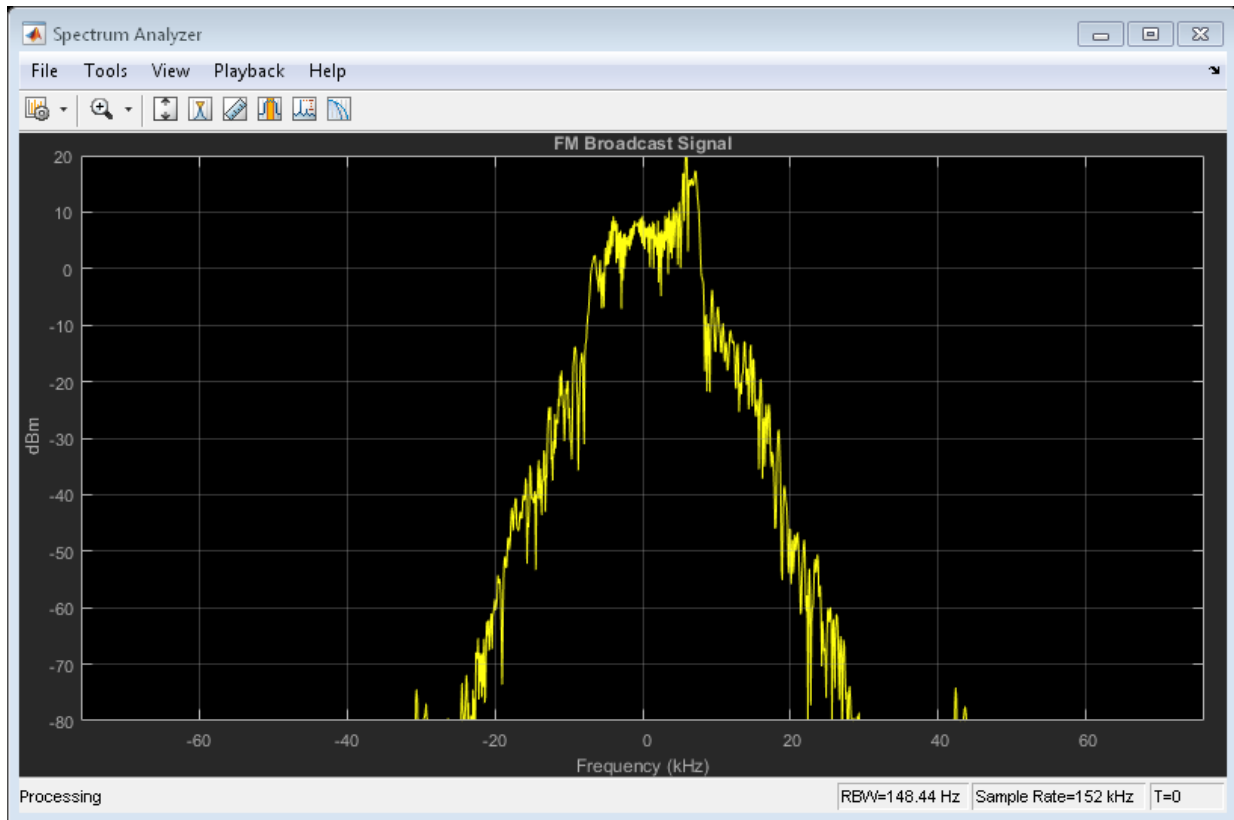 Spectrum Analyzer
File Tools View Playback Help
FM Broadcast Signal
20
10
0
-10
-20
-30
-40
-50
-60
-70
-80
dBm
-60 -40 -20 0 20 40 60
Frequency (kHz)
Processing RBW=148.44 Hz Sample Rate=152 kHz T=0